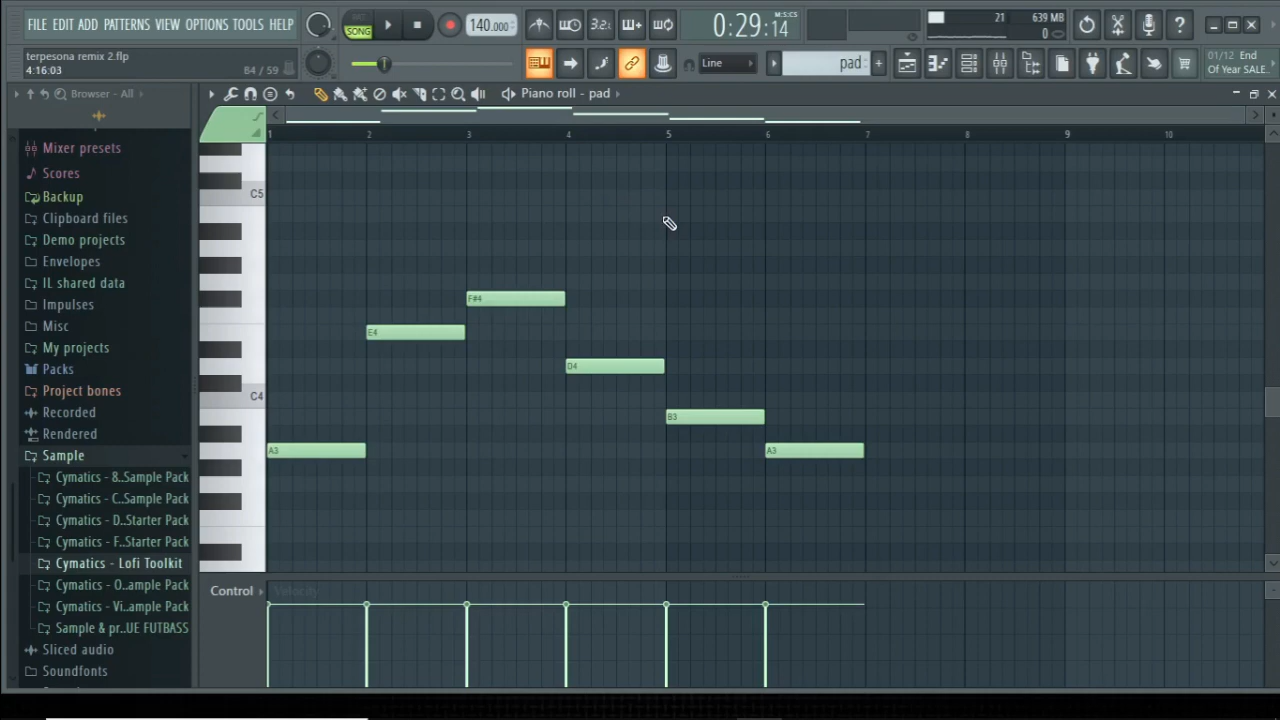 FILE EDIT ADD PATTERNS VIEW OPTIONS TOOLS HELP
SONG
140.000
3.2
0:29:14
M:S:CS
21
639 MB
0
terpesona remix 2.flp
4:16:03
B4 / 59
Line
pad
01/12 End
Of Year SALE..
Browser - All
Piano roll - pad
Mixer presets
Scores
Backup
Clipboard files
Demo projects
Envelopes
IL shared data
Impulses
Misc
My projects
Packs
Project bones
Recorded
Rendered
Sample
Cymatics - 8..Sample Pack
Cymatics - C..Sample Pack
Cymatics - D..Starter Pack
Cymatics - F..Starter Pack
Cymatics - Lofi Toolkit
Cymatics - O..ample Pack
Cymatics - Vi..ample Pack
Sample & pr..UE FUTBASS
Sliced audio
Soundfonts
1 2 3 4 5 6 7 8 9 10
C5
F#4
E4
D4
C4
B3
A3 A3
Control
Velocity